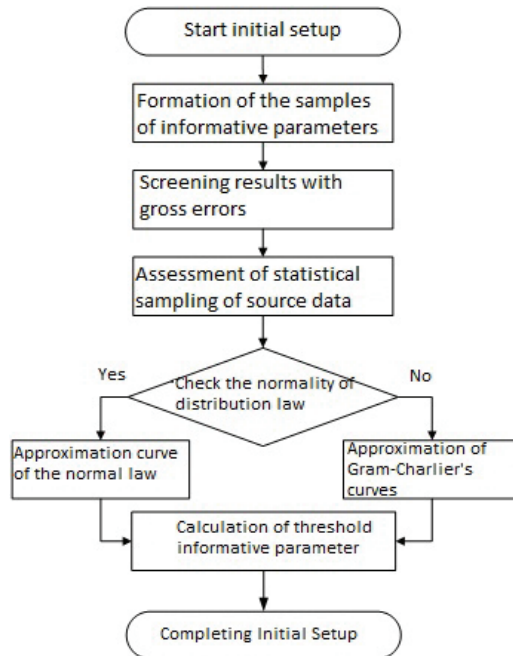 Start initial setup
Formation of the samples
of informative parameters
Screening results with
gross errors
Assessment of statistical
sampling of source data
Yes
Check the normality of
distribution law
No
Approximation curve
of the normal law
Approximation of
Gram-Charlier's
curves
Calculation of threshold
informative parameter
Completing Initial Setup